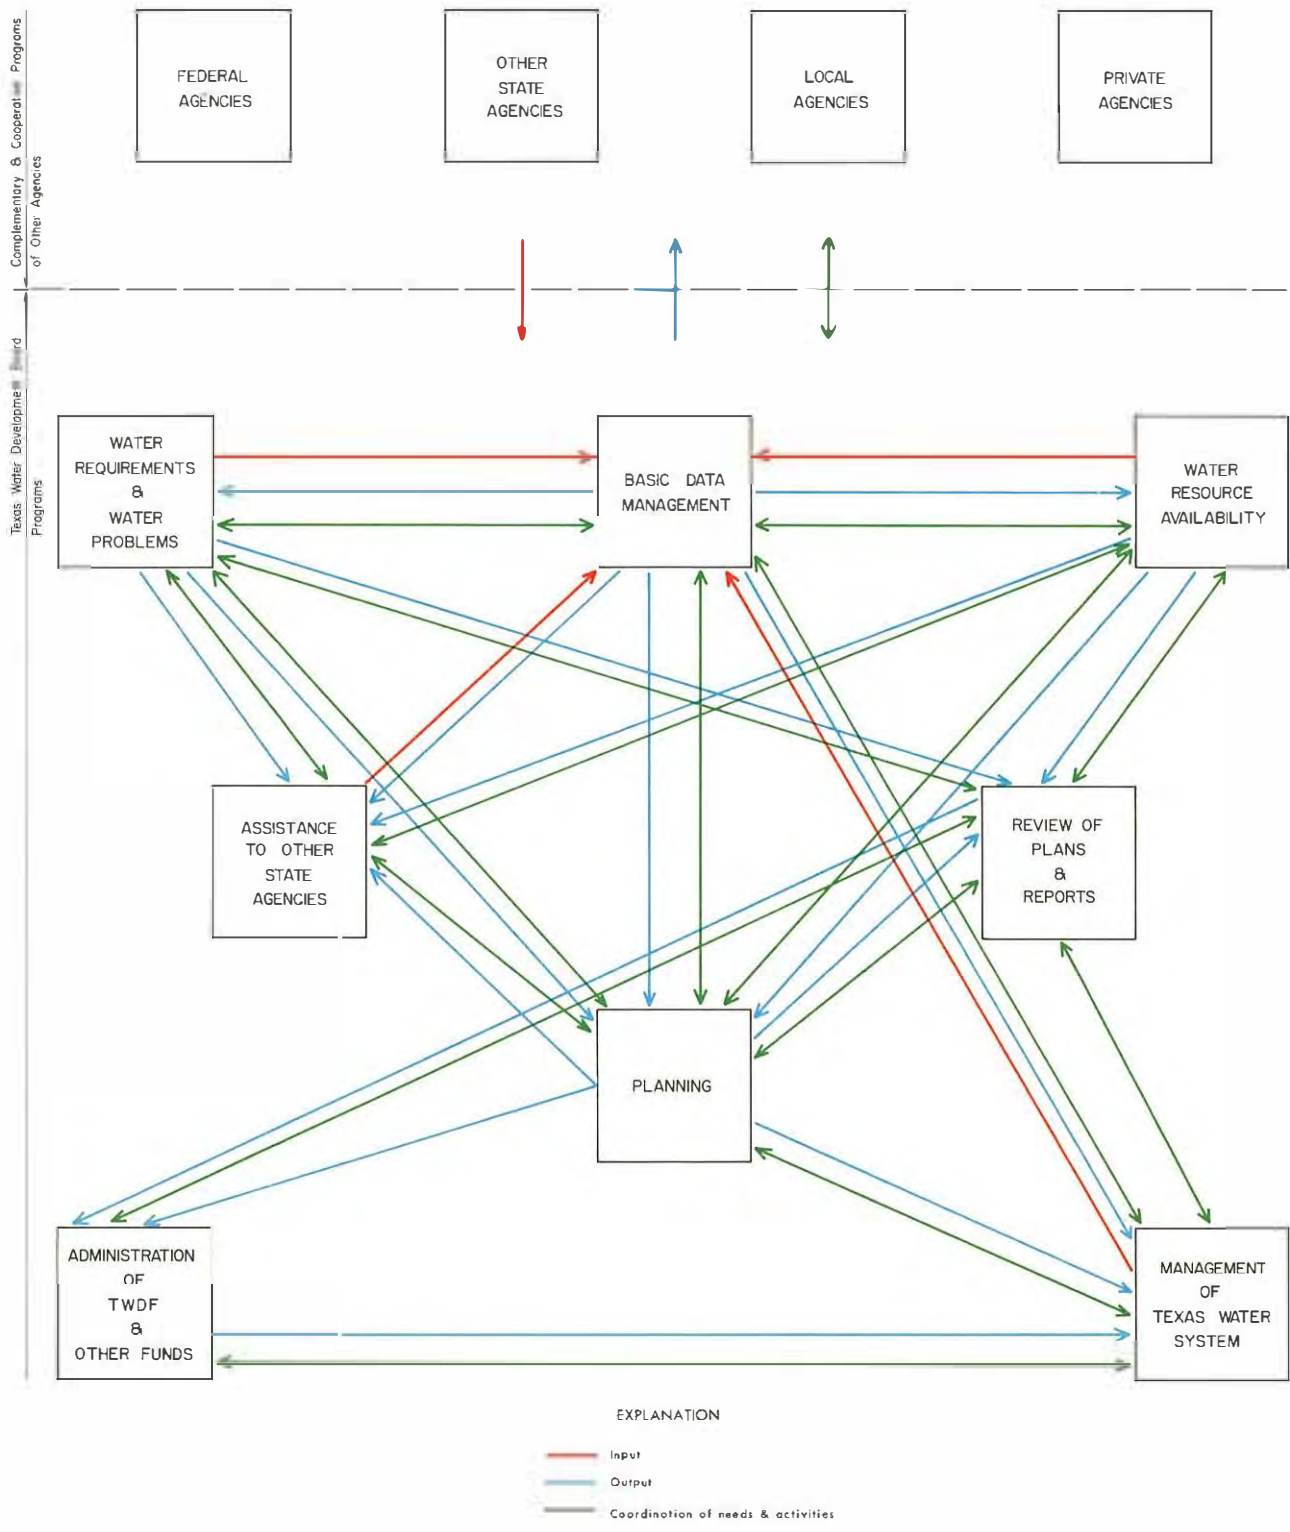 Complementary & Cooperative Programs
of Other Agencies
FEDERAL
AGENCIES
OTHER
STATE
AGENCIES
LOCAL
AGENCIES
PRIVATE
AGENCIES
Texas Water Development Board
Programs
WATER
REQUIREMENTS
&
WATER
PROBLEMS
BASIC DATA
MANAGEMENT
WATER
RESOURCE
AVAILABILITY
ASSISTANCE
TO OTHER
STATE
AGENCIES
REVIEW OF
PLANS
&
REPORTS
PLANNING
ADMINISTRATION
OF
TWDF
&
OTHER FUNDS
MANAGEMENT
OF
TEXAS WATER
SYSTEM
EXPLANATION
Input
Output
Coordination of needs & activities